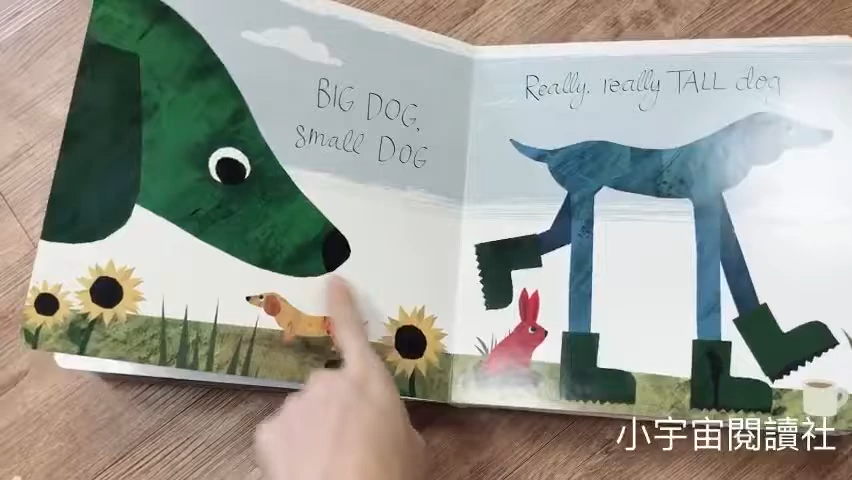 BIG DOG,
small DOG
Really, really TALL dog
小宇宙閱讀社